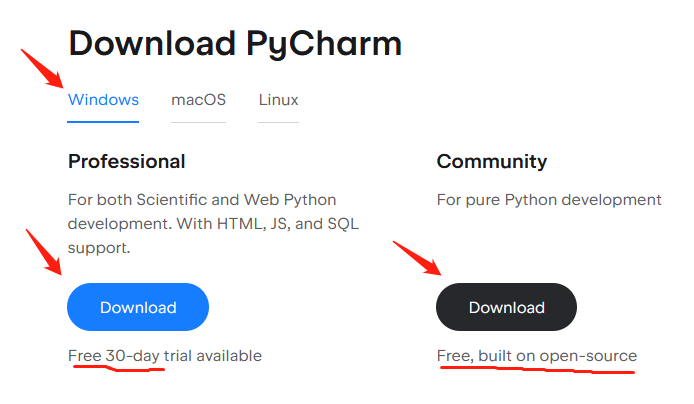 Download PyCharm
Windows macOS Linux
Professional
For both Scientific and Web Python
development. With HTML, JS, and SQL
support.
Download
Free 30-day trial available
Community
For pure Python development
Download
Free, built on open-source